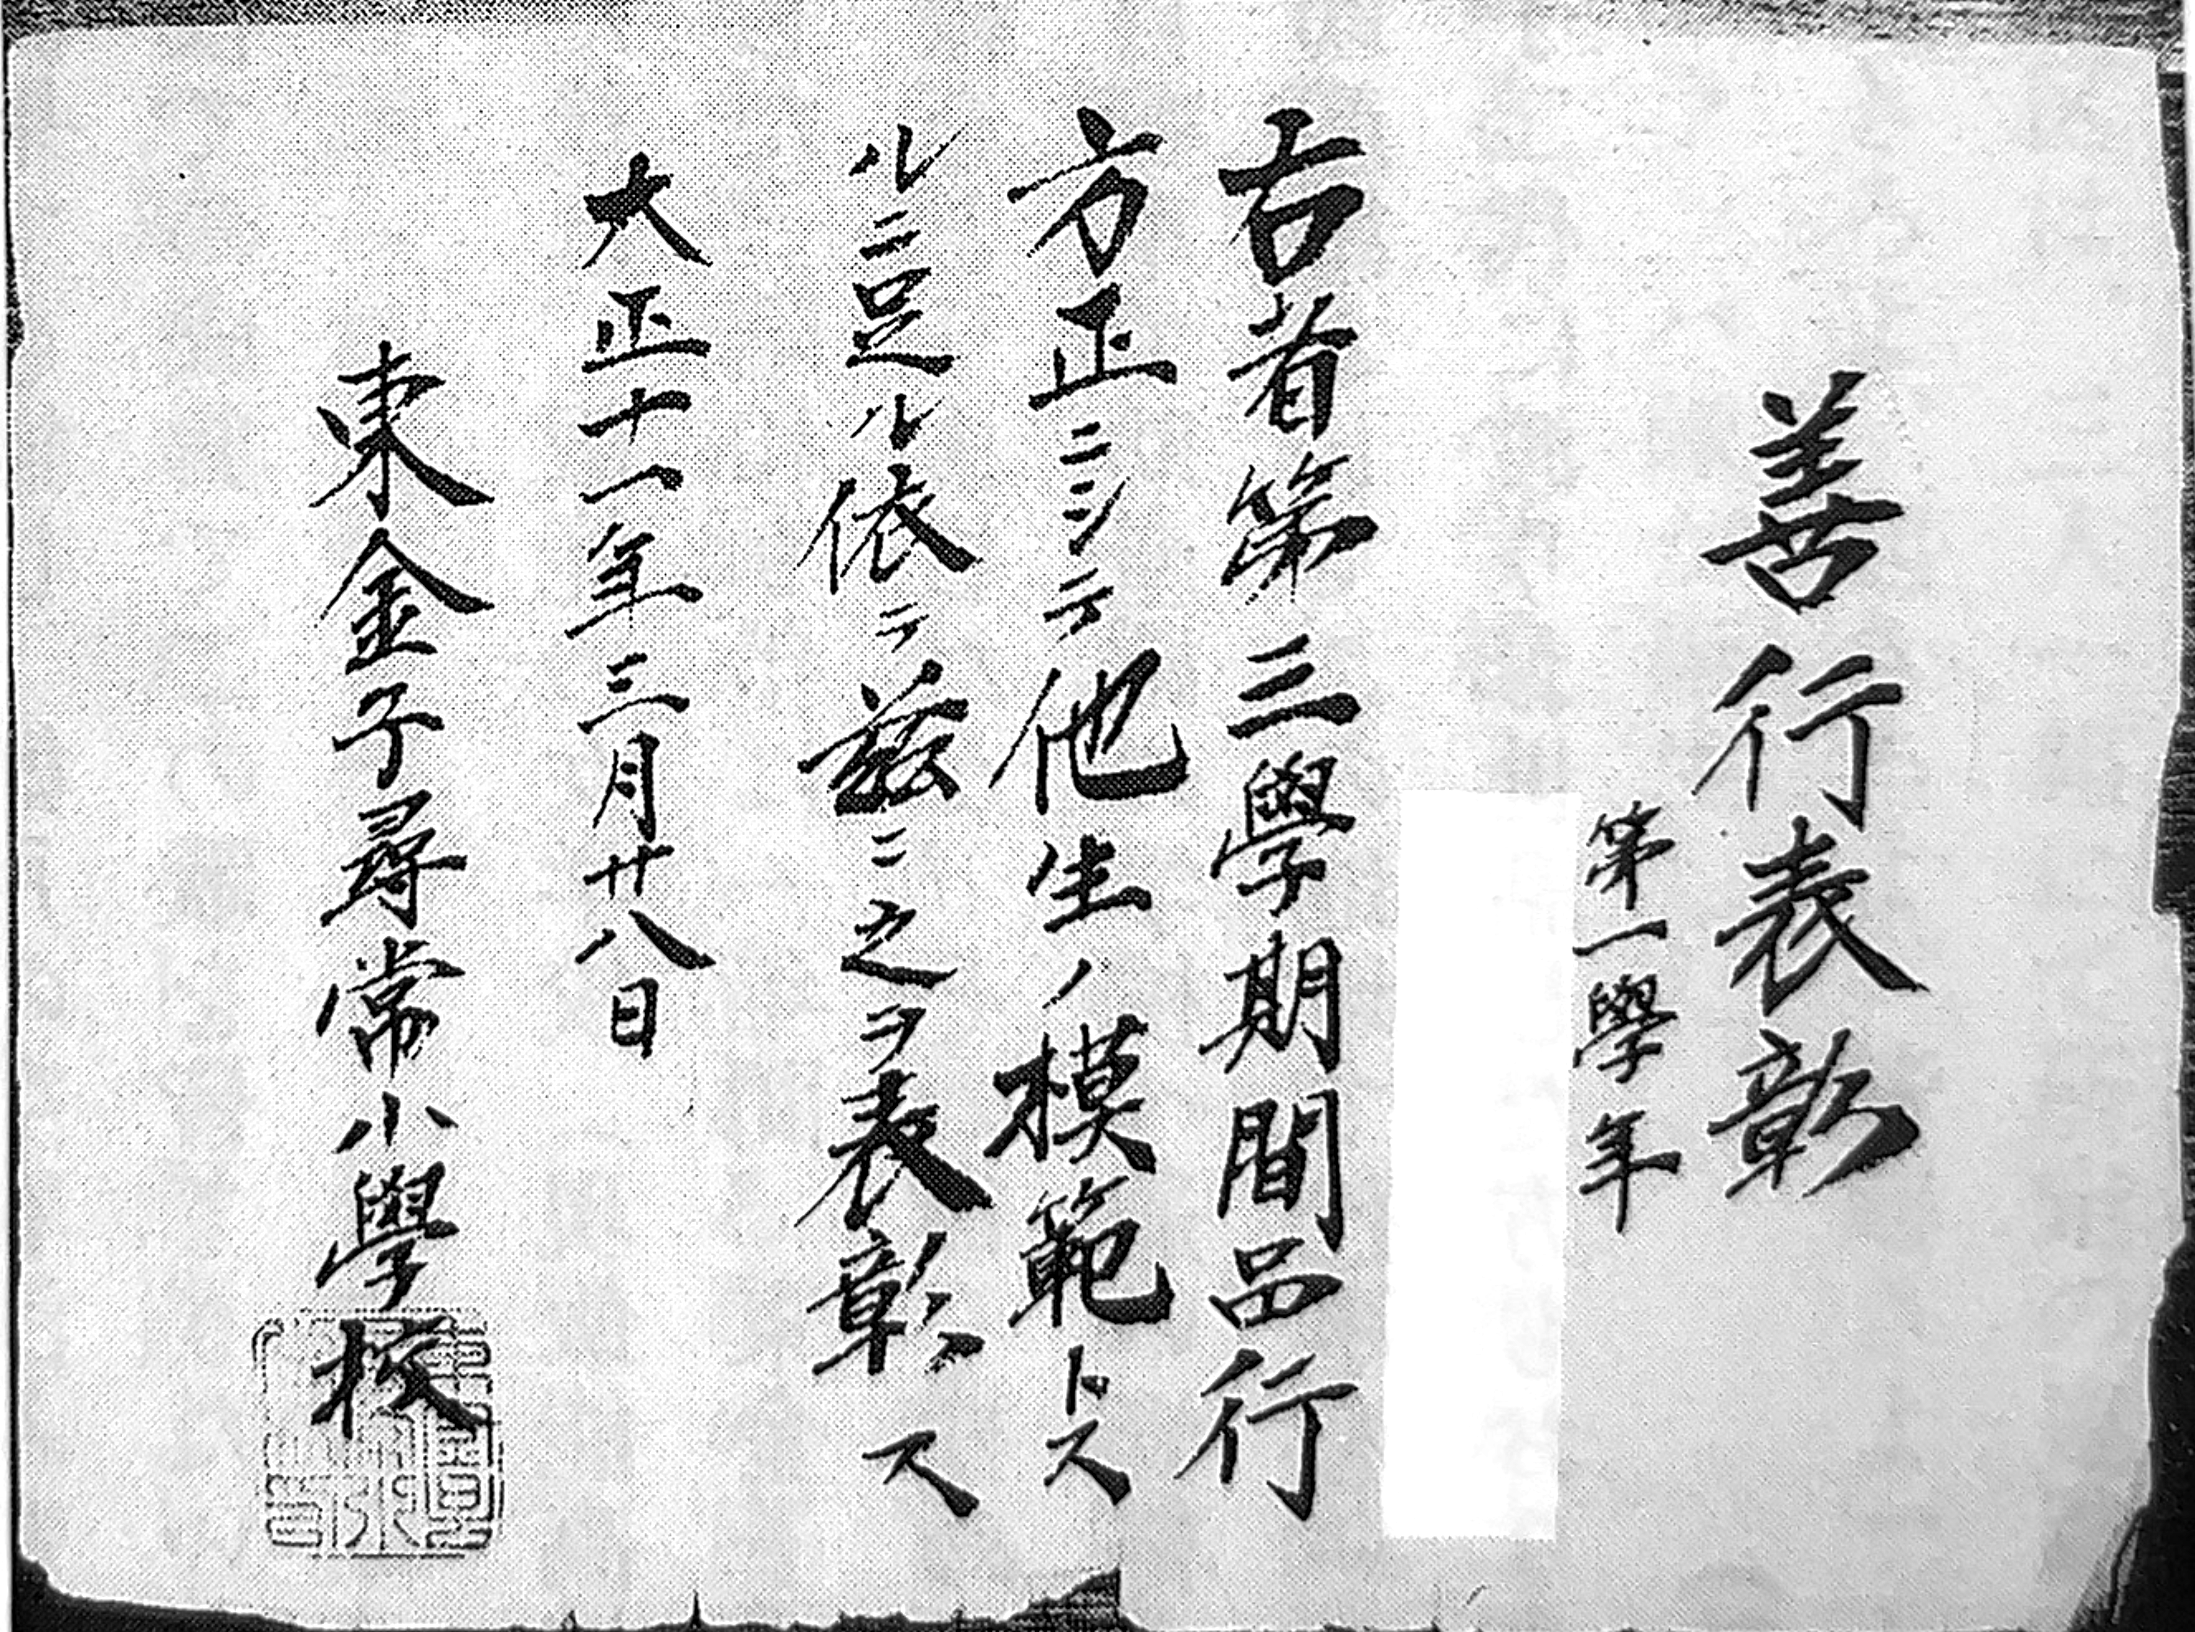 善行表彰
第一學年
右者第三學期間品行
方正ニシテ他生ノ模範トス
ルニ足ル依テ茲ニ之ヲ表彰ス
大正十一年三月廿八日
東金子尋常小學校